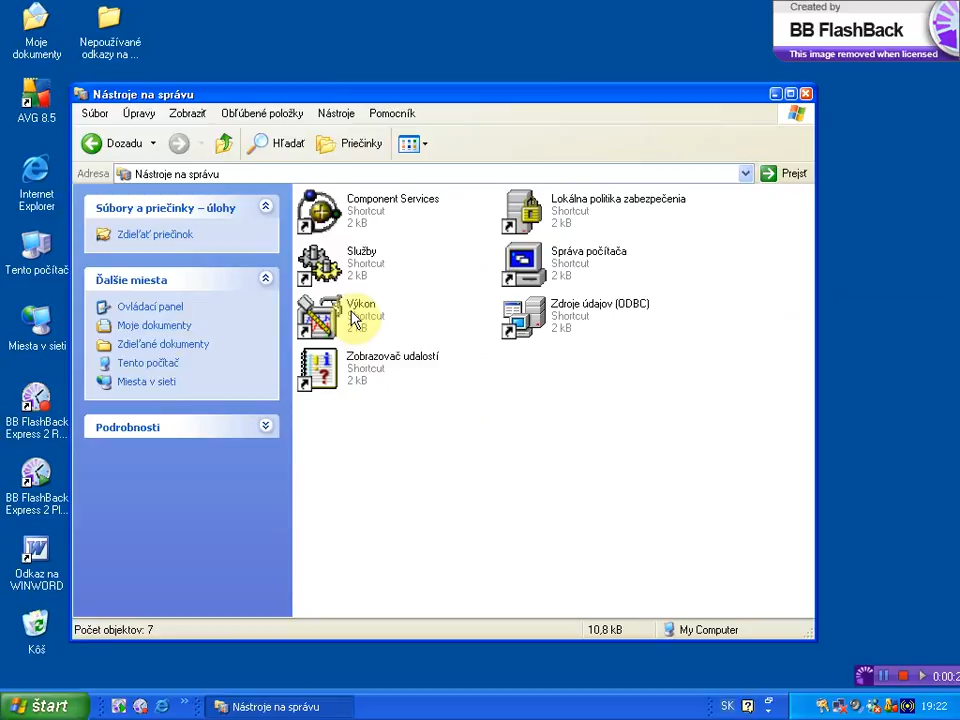 Created by
BB FlashBack
This image removed when licensed
Moje
dokumenty
Nepoužívané
odkazy na ...
AVG 8.5
Internet
Explorer
Tento počítač
Miesta v sieti
BB FlashBack
Express 2 R...
BB FlashBack
Express 2 Pl...
Odkaz na
WINWORD
Kôš
Nástroje na správu
Súbor Úpravy Zobraziť Obľúbené položky Nástroje Pomocník
Dozadu Hľadať Priečinky
Adresa Nástroje na správu Prejsť
Súbory a priečinky – úlohy
Zdieľať priečinok
Ďalšie miesta
Ovládací panel
Moje dokumenty
Zdieľané dokumenty
Tento počítač
Miesta v sieti
Podrobnosti
Component Services
Shortcut
2 kB
Lokálna politika zabezpečenia
Shortcut
2 kB
Služby
Shortcut
2 kB
Správa počítača
Shortcut
2 kB
Výkon
Shortcut
2 kB
Zdroje údajov (ODBC)
Shortcut
2 kB
Zobrazovač udalostí
Shortcut
2 kB
Počet objektov: 7 10,8 kB My Computer
štart Nástroje na správu SK 19:22